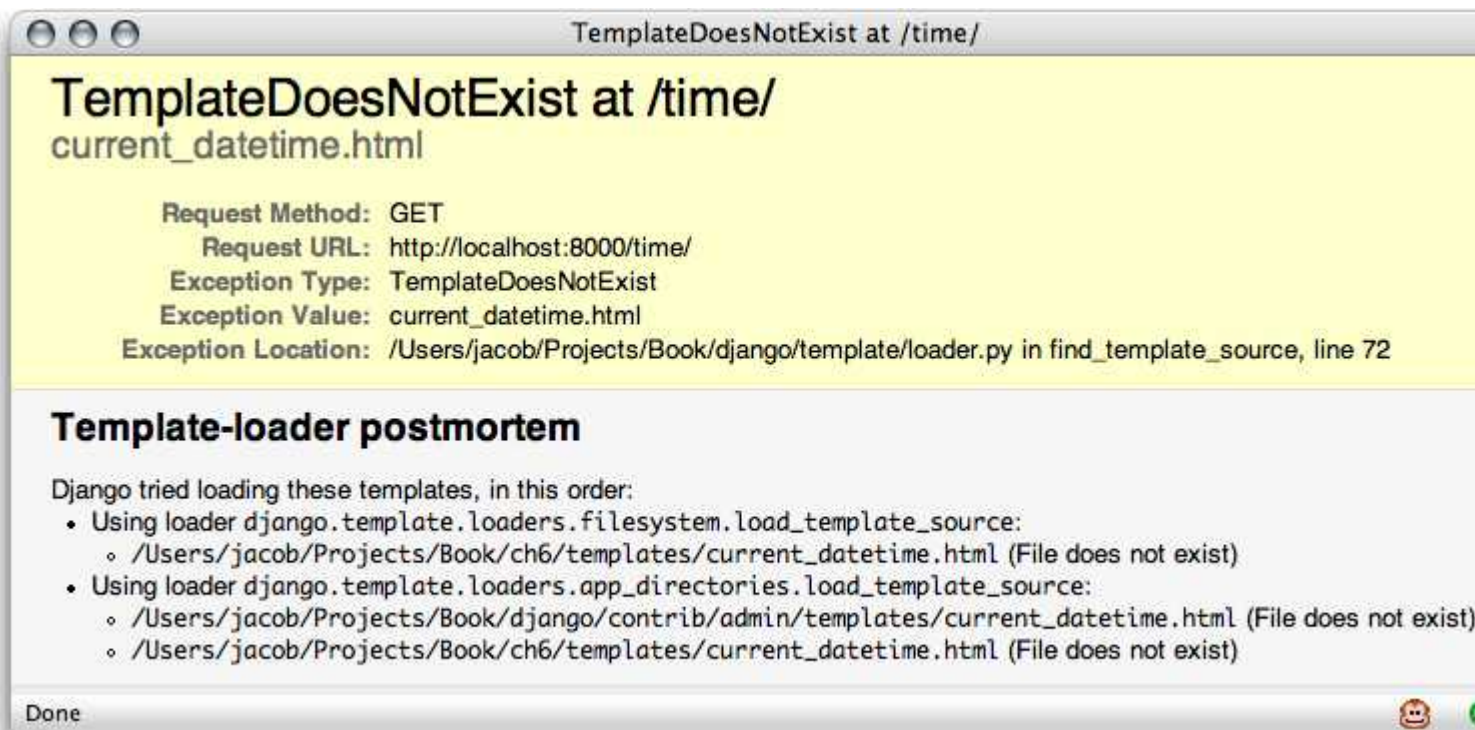 TemplateDoesNotExist at /time/
TemplateDoesNotExist at /time/
current_datetime.html
Request Method: GET
Request URL: http://localhost:8000/time/
Exception Type: TemplateDoesNotExist
Exception Value: current_datetime.html
Exception Location: /Users/jacob/Projects/Book/django/template/loader.py in find_template_source, line 72
Template-loader postmortem
Django tried loading these templates, in this order:
• Using loader django.template.loaders.filesystem.load_template_source:
◦ /Users/jacob/Projects/Book/ch6/templates/current_datetime.html (File does not exist)
• Using loader django.template.loaders.app_directories.load_template_source:
◦ /Users/jacob/Projects/Book/django/contrib/admin/templates/current_datetime.html (File does not exist)
◦ /Users/jacob/Projects/Book/ch6/templates/current_datetime.html (File does not exist)
Done